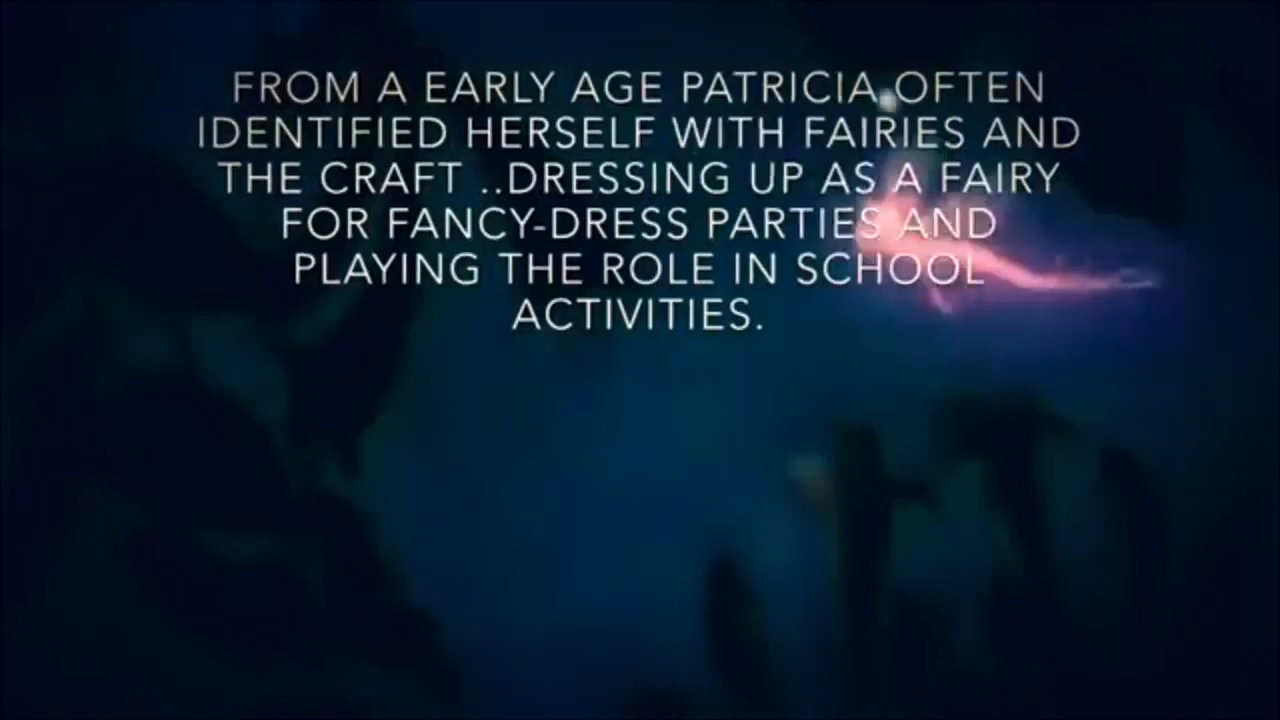 FROM A EARLY AGE PATRICIA OFTEN
IDENTIFIED HERSELF WITH FAIRIES AND
THE CRAFT ..DRESSING UP AS A FAIRY
FOR FANCY-DRESS PARTIES AND
PLAYING THE ROLE IN SCHOOL
ACTIVITIES.